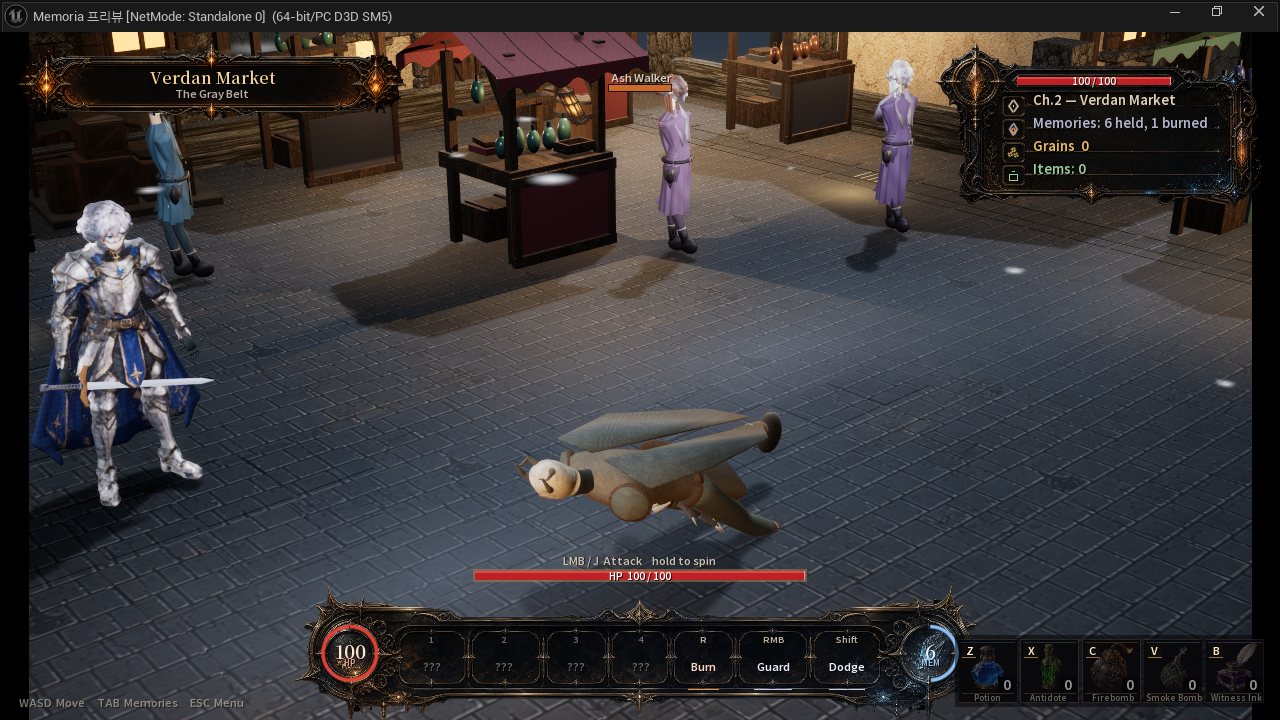 Memoria 프리뷰 [NetMode: Standalone 0]  (64-bit/PC D3D SM5)
Verdan Market
The Gray Belt
Ash Walker
100 / 100
Ch.2 — Verdan Market
Memories: 6 held, 1 burned
Grains  0
Items: 0
LMB / J  Attack   hold to spin
HP  100 / 100
100
HP
1
???
2
???
3
???
4
???
R
Burn
RMB
Guard
Shift
Dodge
6
MEM
Z
0
Potion
X
0
Antidote
C
0
Firebomb
V
0
Smoke Bomb
B
0
Witness Ink
WASD Move   TAB Memories   ESC Menu